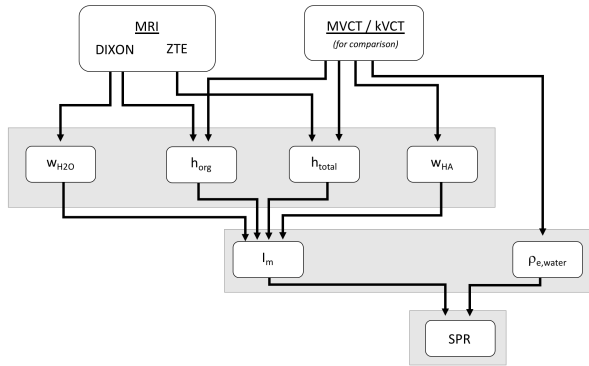 MRI
DIXON ZTE
MVCT / kVCT
(for comparison)
wH2O
horg
htotal
wHA
Im
ρe,water
SPR